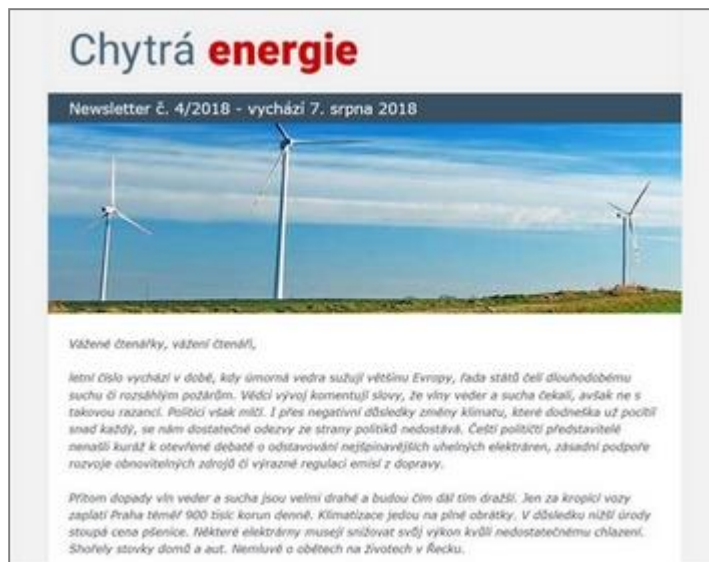 Chytrá energie
Newsletter č. 4/2018 - vychází 7. srpna 2018
Vážené čtenářky, vážení čtenáři,
letní číslo vychází v době, kdy úmorná vedra sužují většinu Evropy, řada států čelí dlouhodobému
suchu či rozsáhlým požárům. Vědci vývoj komentují slovy, že vlny veder a sucha čekali, avšak ne s
takovou razancí. Politici však mlčí. I přes negativní důsledky změny klimatu, které dodneška už pocítil
snad každý, se nám dostatečné odezvy ze strany politiků nedostává. Čeští političtí představitelé
nenašli kuráž k otevřené debatě o odstavování nejšpinavějších uhelných elektráren, zásadní podpoře
rozvoje obnovitelných zdrojů či výrazné regulaci emisí z dopravy.
Přitom dopady vln veder a sucha jsou velmi drahé a budou čím dál tím dražší. Jen za kropicí vozy
zaplatí Praha téměř 900 tisíc korun denně. Klimatizace jedou na plné obrátky. V důsledku nižší úrody
stoupá cena pšenice. Některé elektrárny musejí snižovat svůj výkon kvůli nedostatečnému chlazení.
Shořely stovky domů a aut. Nemluvě o obětech na životech v Řecku.